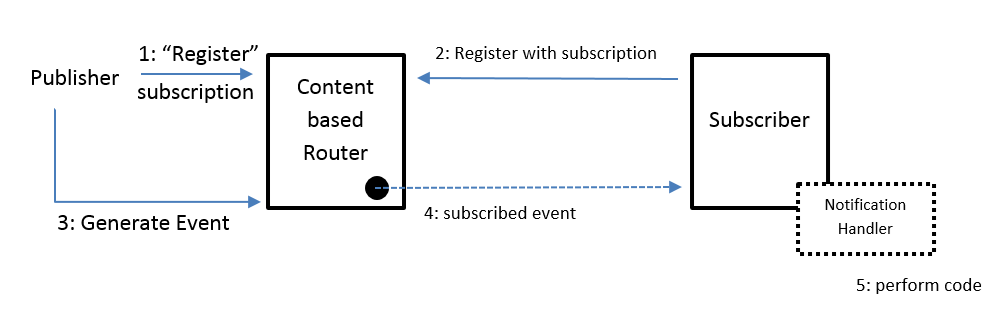 1: “Register”
subscription
Publisher
Content
based
Router
2: Register with subscription
Subscriber
3: Generate Event
4: subscribed event
Notification
Handler
5: perform code